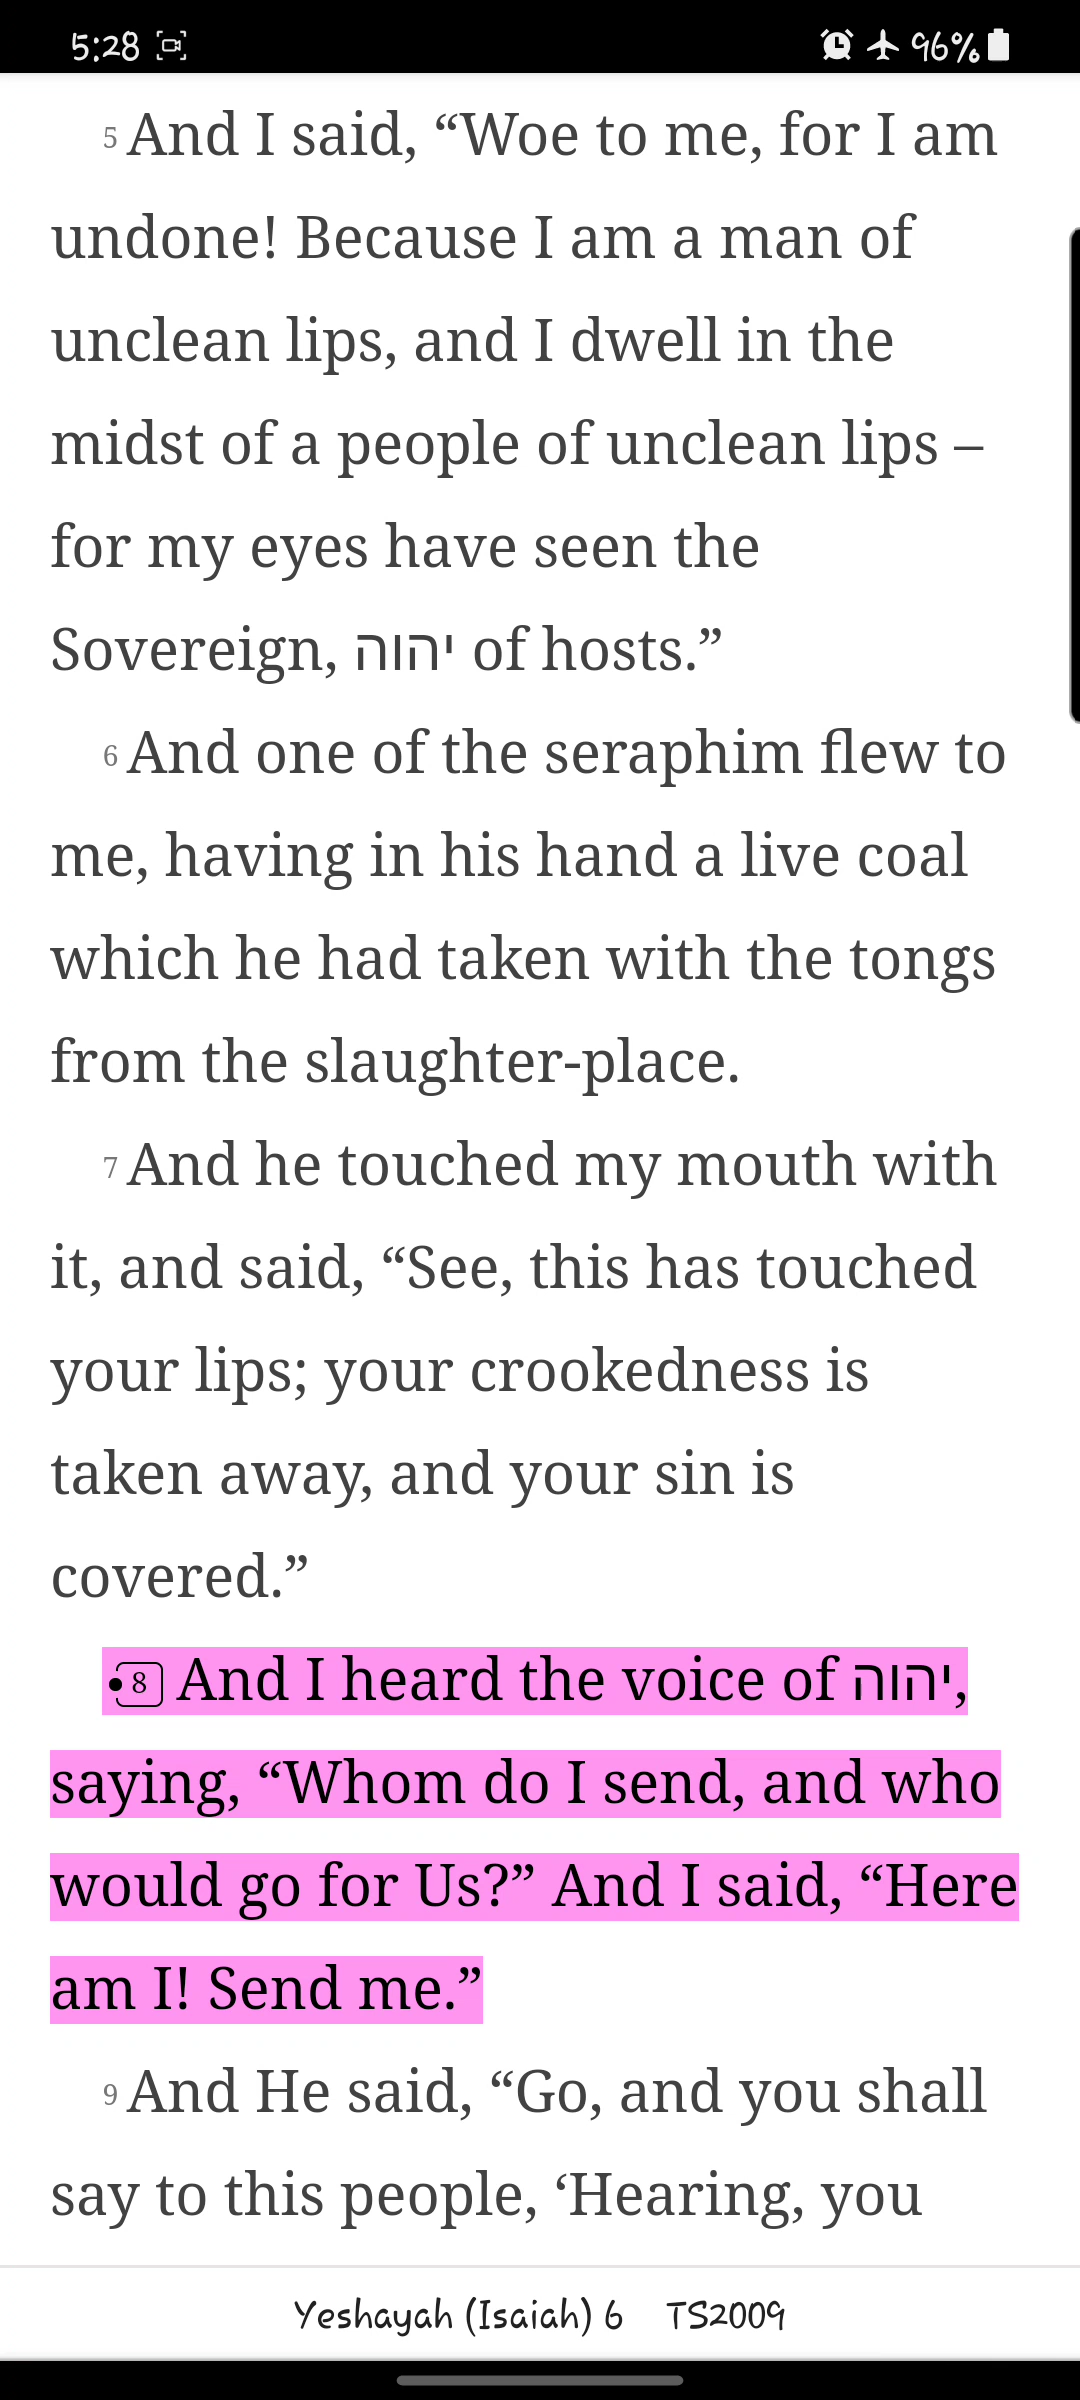 5:28 96%
5 And I said, “Woe to me, for I am
undone! Because I am a man of
unclean lips, and I dwell in the
midst of a people of unclean lips –
for my eyes have seen the
Sovereign, יהוה of hosts.”
6 And one of the seraphim flew to
me, having in his hand a live coal
which he had taken with the tongs
from the slaughter-place.
7 And he touched my mouth with
it, and said, “See, this has touched
your lips; your crookedness is
taken away, and your sin is
covered.”
8 And I heard the voice of יהוה,
saying, “Whom do I send, and who
would go for Us?” And I said, “Here
am I! Send me.”
9 And He said, “Go, and you shall
say to this people, ‘Hearing, you
Yeshayah (Isaiah) 6 TS2009